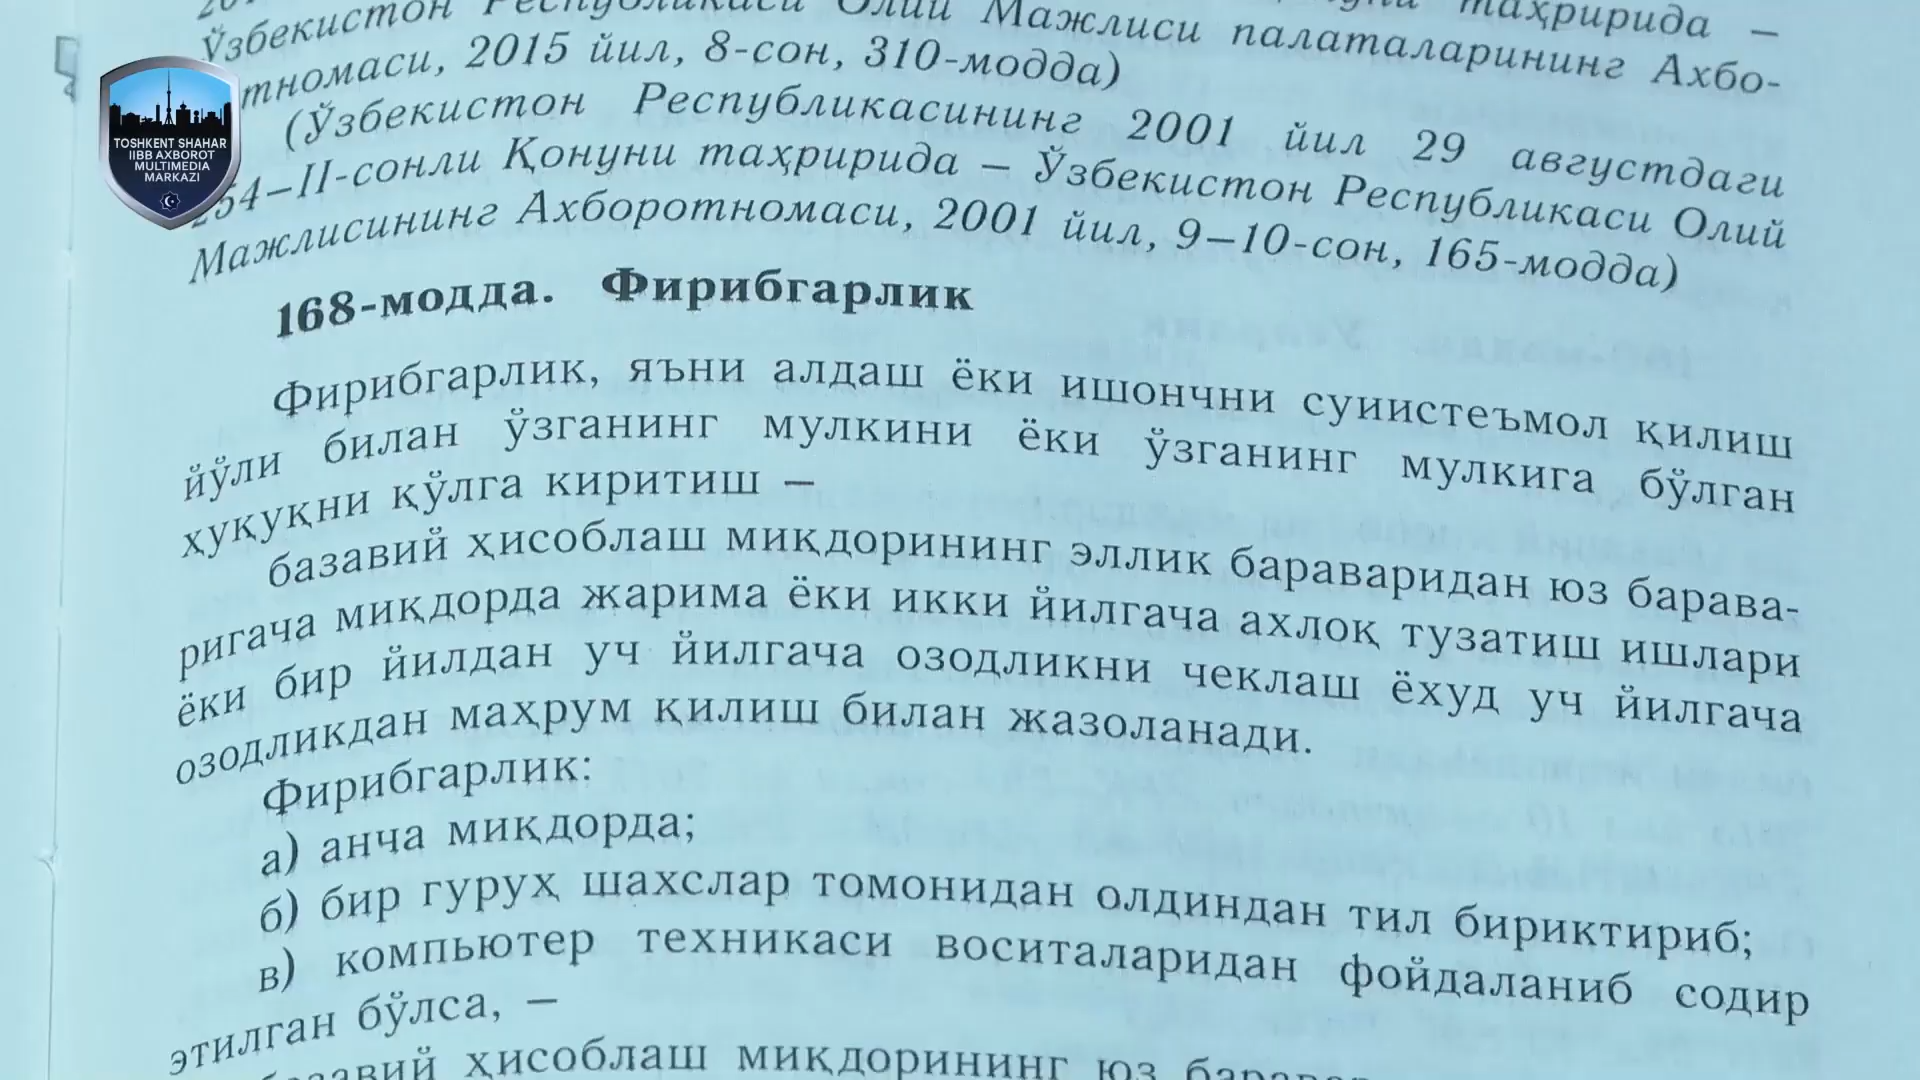 Ўзбекистон Республикаси Олий Мажлиси палаталарининг Ахбо-
тномаси, 2015 йил, 8-сон, 310-модда)
(Ўзбекистон Республикасининг 2001 йил 29 августдаги
254–II-сонли Қонуни таҳририда – Ўзбекистон Республикаси Олий
Мажлисининг Ахборотномаси, 2001 йил, 9–10-сон, 165-модда)
168-модда. Фирибгарлик
Фирибгарлик, яъни алдаш ёки ишончни суиистеъмол қилиш
йўли билан ўзганинг мулкини ёки ўзганинг мулкига бўлган
ҳуқуқни қўлга киритиш –
базавий ҳисоблаш миқдорининг эллик бараваридан юз барава-
ригача миқдорда жарима ёки икки йилгача ахлоқ тузатиш ишлари
ёки бир йилдан уч йилгача озодликни чеклаш ёхуд уч йилгача
озодликдан маҳрум қилиш билан жазоланади.
Фирибгарлик:
а) анча миқдорда;
б) бир гуруҳ шахслар томонидан олдиндан тил бириктириб;
в) компьютер техникаси воситаларидан фойдаланиб содир
этилган бўлса, –
базавий ҳисоблаш миқдорининг юз
TOSHKENT SHAHAR
IIBB AXBOROT
MULTIMEDIA
MARKAZI